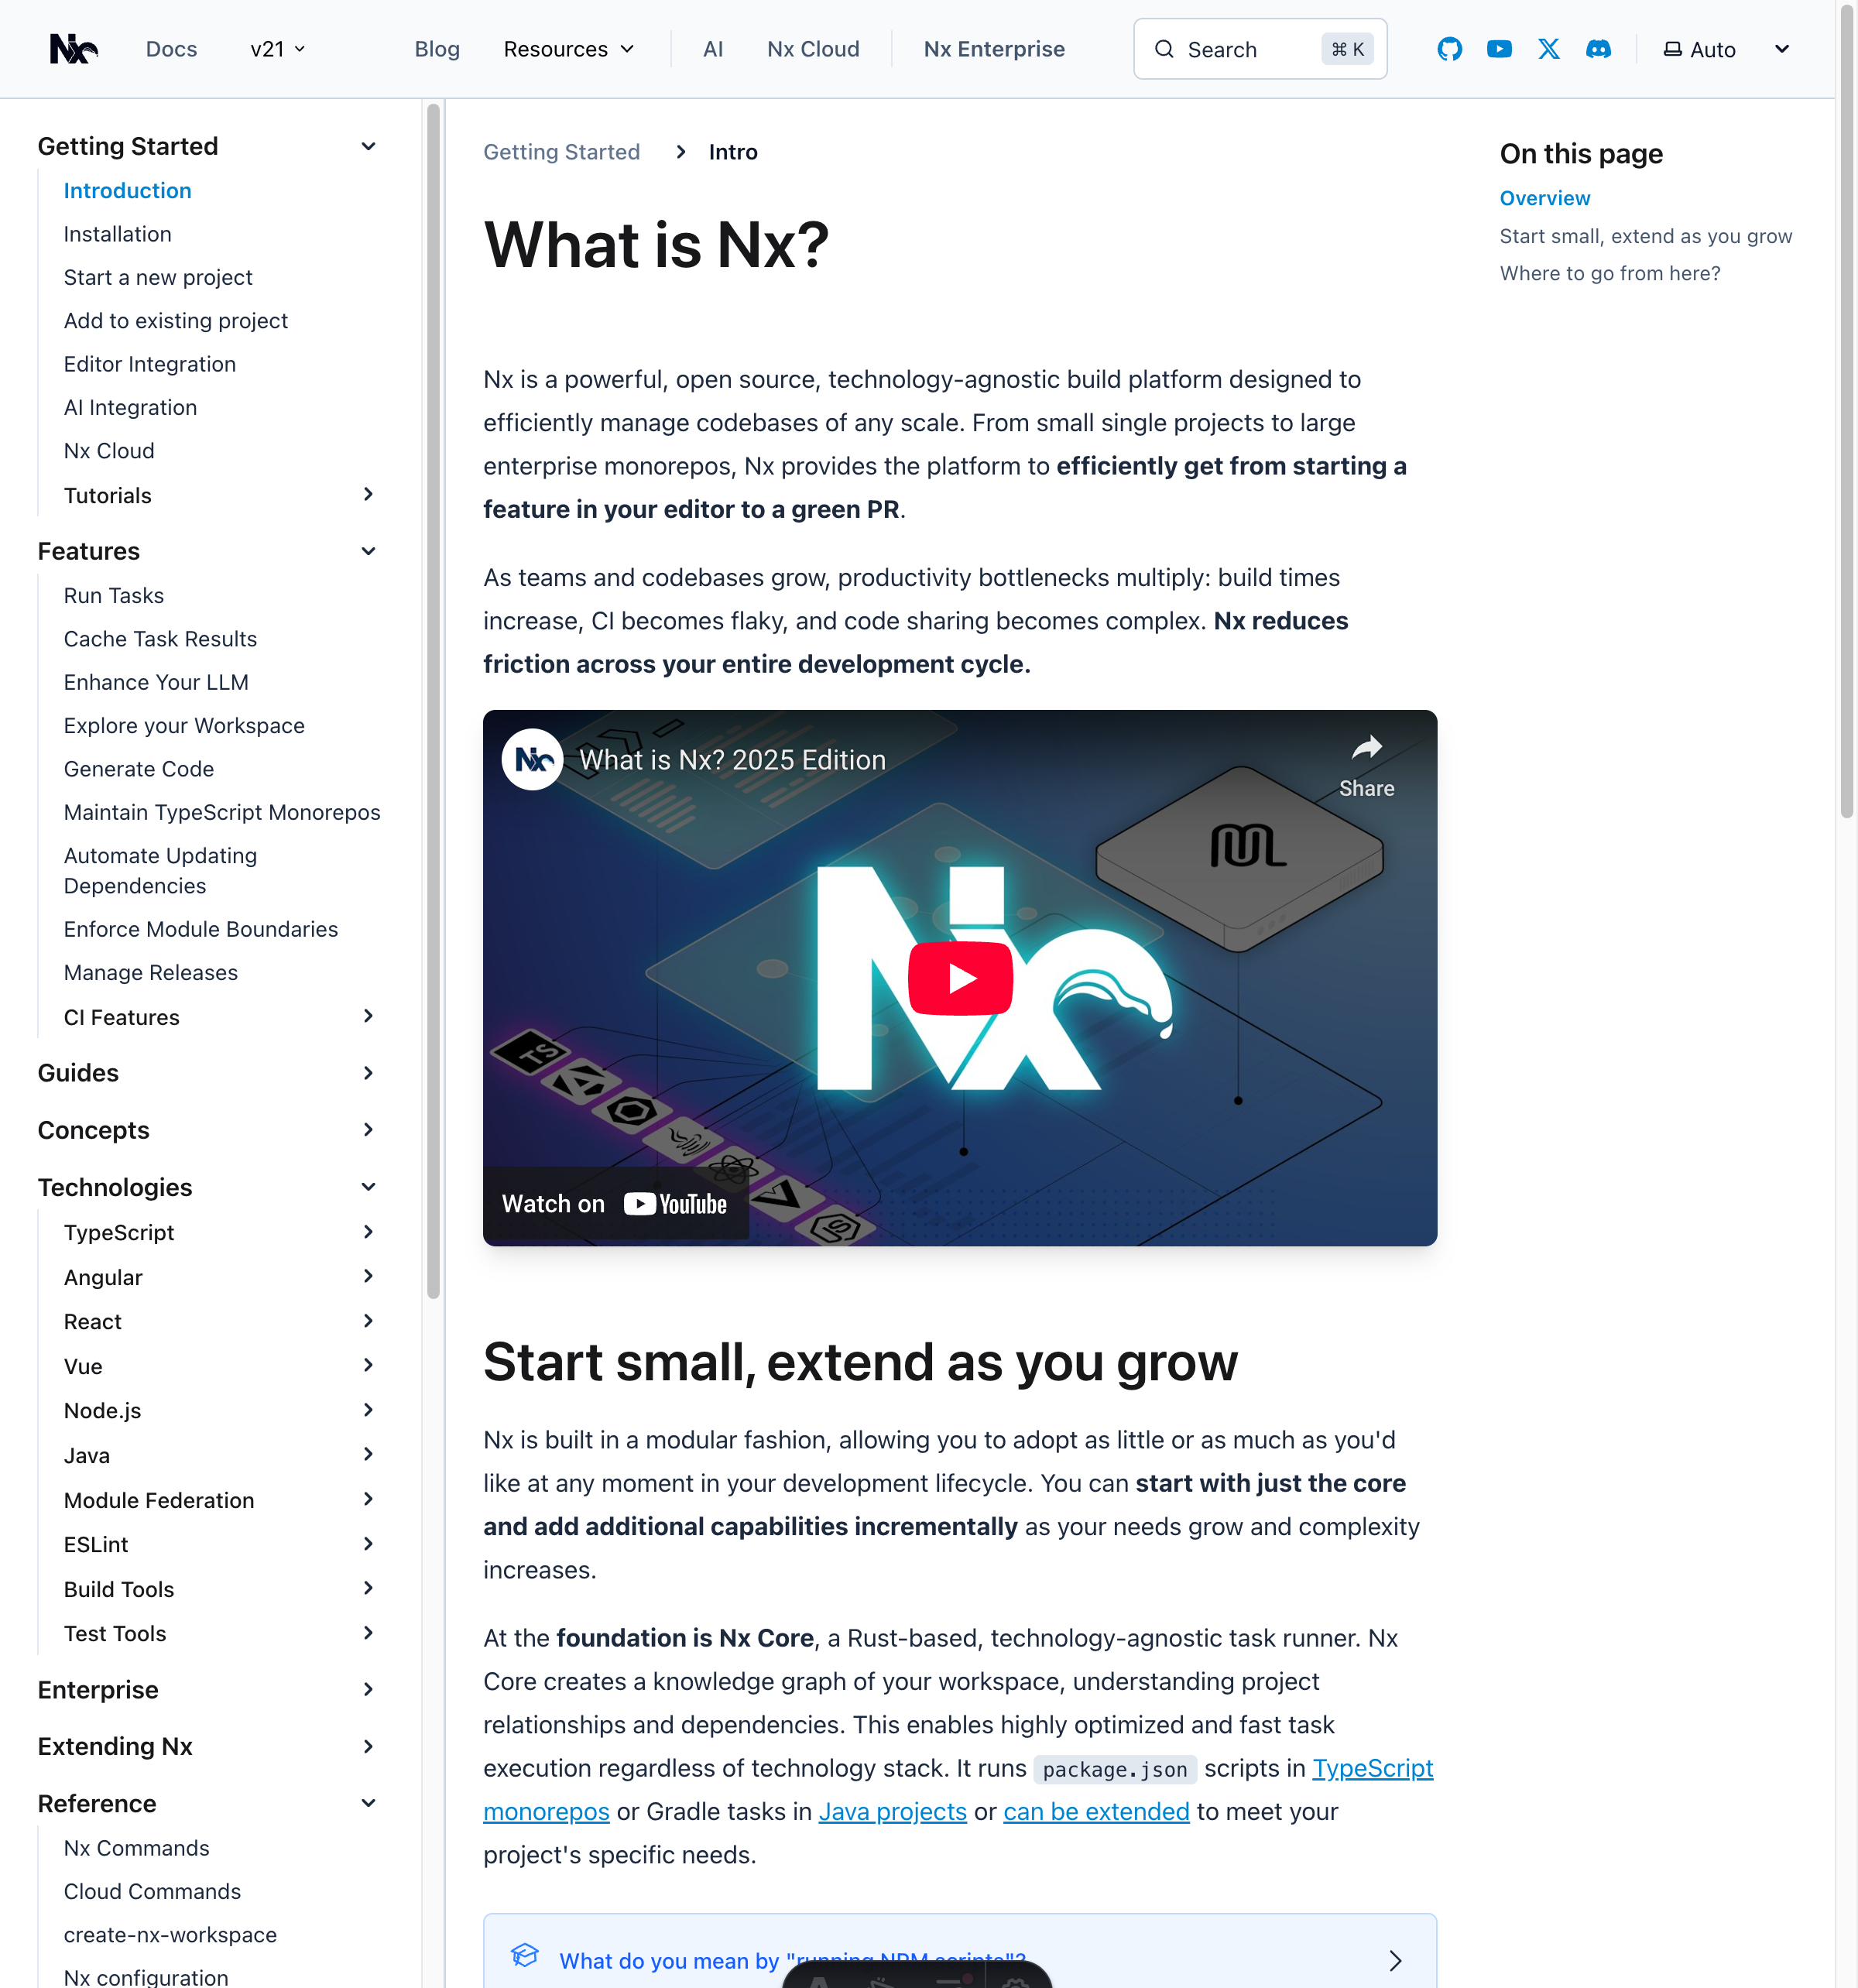 Nx
Docs
v21
Blog
Resources
AI
Nx Cloud
Nx Enterprise
Search
⌘ K
Auto
Getting Started
Introduction
Installation
Start a new project
Add to existing project
Editor Integration
AI Integration
Nx Cloud
Tutorials
Features
Run Tasks
Cache Task Results
Enhance Your LLM
Explore your Workspace
Generate Code
Maintain TypeScript Monorepos
Automate Updating
Dependencies
Enforce Module Boundaries
Manage Releases
CI Features
Guides
Concepts
Technologies
TypeScript
Angular
React
Vue
Node.js
Java
Module Federation
ESLint
Build Tools
Test Tools
Enterprise
Extending Nx
Reference
Nx Commands
Cloud Commands
create-nx-workspace
Nx configuration
Getting Started
Intro
What is Nx?
Nx is a powerful, open source, technology-agnostic build platform designed to
efficiently manage codebases of any scale. From small single projects to large
enterprise monorepos, Nx provides the platform to efficiently get from starting a
feature in your editor to a green PR.
As teams and codebases grow, productivity bottlenecks multiply: build times
increase, CI becomes flaky, and code sharing becomes complex. Nx reduces
friction across your entire development cycle.
Nx
What is Nx? 2025 Edition
Share
Nx
TS
JS
Watch on YouTube
Start small, extend as you grow
Nx is built in a modular fashion, allowing you to adopt as little or as much as you'd
like at any moment in your development lifecycle. You can start with just the core
and add additional capabilities incrementally as your needs grow and complexity
increases.
At the foundation is Nx Core, a Rust-based, technology-agnostic task runner. Nx
Core creates a knowledge graph of your workspace, understanding project
relationships and dependencies. This enables highly optimized and fast task
execution regardless of technology stack. It runs package.json scripts in TypeScript
monorepos or Gradle tasks in Java projects or can be extended to meet your
project's specific needs.
What do you mean by "running NPM scripts"?
On this page
Overview
Start small, extend as you grow
Where to go from here?